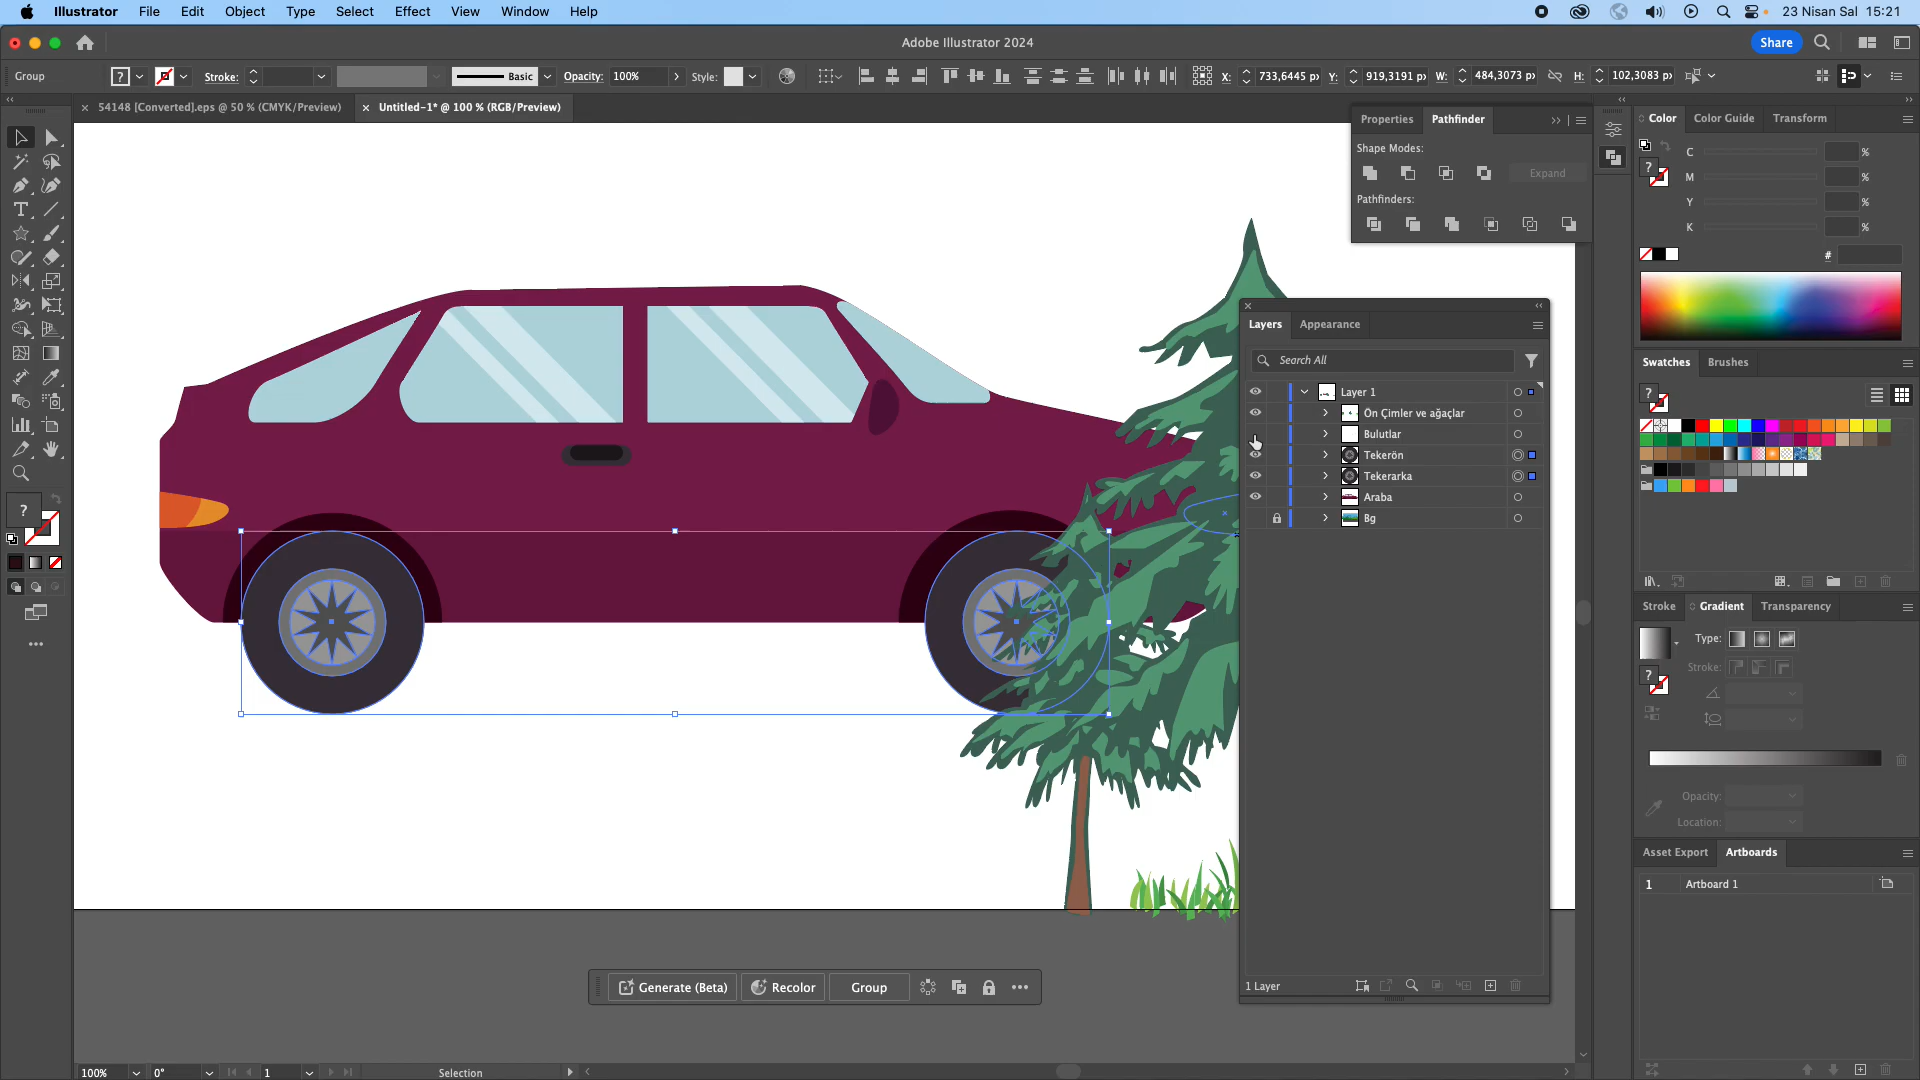 Illustrator File Edit Object Type Select Effect View Window Help 23 Nisan Sal 15:21
Adobe Illustrator 2024 Share
Group ? Stroke: Basic Opacity: 100% Style: X: 733,6445 p Y: 919,3191 p W: 484,3073 p H: 102,3083 p
54148 [Converted].eps @ 50 % (CMYK/Preview) Untitled-1* @ 100 % (RGB/Preview)
Properties Pathfinder
Shape Modes:
Expand
Pathfinders:
Color Color Guide Transform
? C %
M %
Y %
K %
#
Layers Appearance
Search All
Layer 1
Ön Çimler ve ağaçlar
Bulutlar
Tekerön
Tekerarka
Araba
Bg
1 Layer
Swatches Brushes
?
Stroke Gradient Transparency
Type:
Stroke:
?
Opacity:
Location:
Asset Export Artboards
1 Artboard 1
?
Generate (Beta) Recolor Group
100% 0° 1 Selection